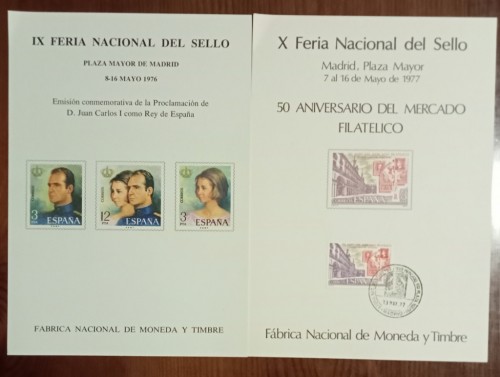 IX FERIA NACIONAL DEL SELLO
PLAZA MAYOR DE MADRID
8-16 MAYO 1976
Emisión conmemorativa de la Proclamación de
D. Juan Carlos I como Rey de España
3
ESPAÑA
12
ESPAÑA
3
ESPAÑA
FABRICA NACIONAL DE MONEDA Y TIMBRE
X Feria Nacional del Sello
Madrid. Plaza Mayor
7 al 16 de Mayo de 1977
50 ANIVERSARIO DEL MERCADO
FILATELICO
ESPAÑA
ESPAÑA
Fábrica Nacional de Moneda y Timbre